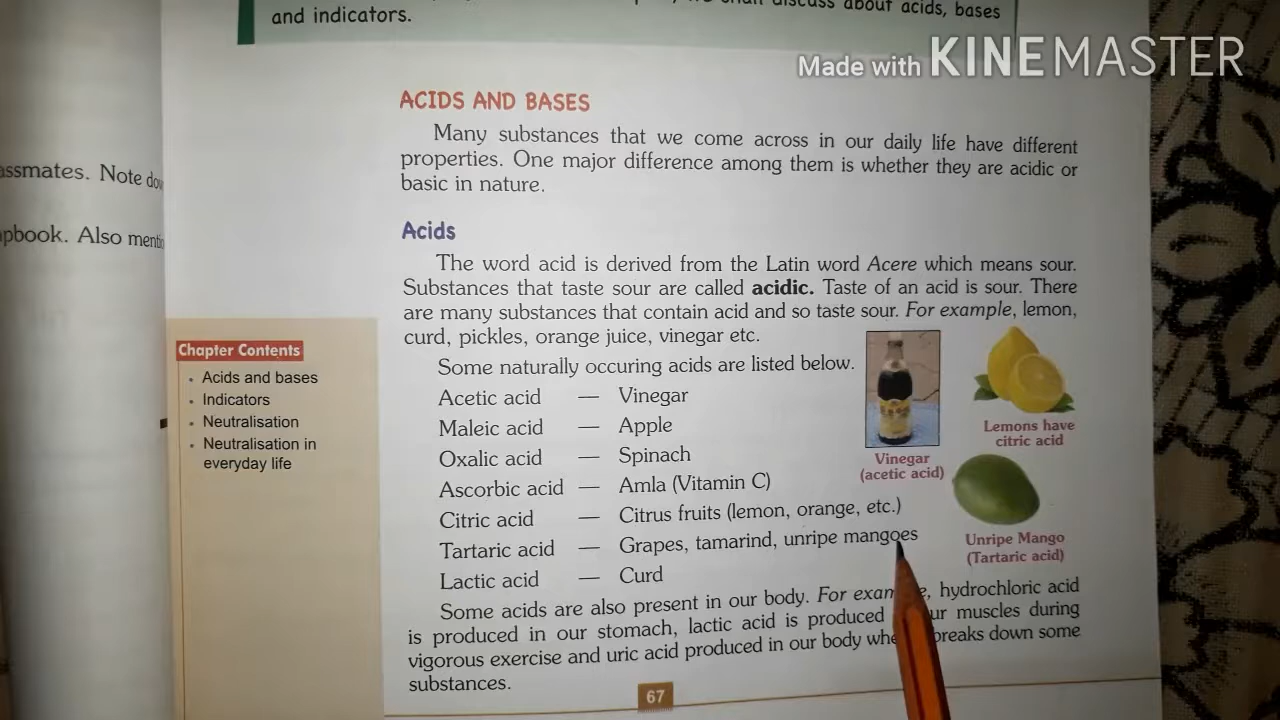 shall discuss about acids, bases
and indicators.
Made with KINEMASTER
ACIDS AND BASES
Many substances that we come across in our daily life have different
properties. One major difference among them is whether they are acidic or
basic in nature.
assmates. Note
pbook. Also
Acids
The word acid is derived from the Latin word Acere which means sour.
Substances that taste sour are called acidic. Taste of an acid is sour. There
are many substances that contain acid and so taste sour. For example, lemon,
curd, pickles, orange juice, vinegar etc.
Chapter Contents
• Acids and bases
• Indicators
• Neutralisation
• Neutralisation in
everyday life
Some naturally occuring acids are listed below.
Acetic acid — Vinegar
Maleic acid — Apple
Oxalic acid — Spinach
Ascorbic acid — Amla (Vitamin C)
Citric acid — Citrus fruits (lemon, orange, etc.)
Tartaric acid — Grapes, tamarind, unripe mangoes
Lactic acid — Curd
Vinegar
(acetic acid)
Lemons have
citric acid
Unripe Mango
(Tartaric acid)
Some acids are also present in our body. For exam e, hydrochloric acid
is produced in our stomach, lactic acid is produced ur muscles during
vigorous exercise and uric acid produced in our body whe breaks down some
substances.
67